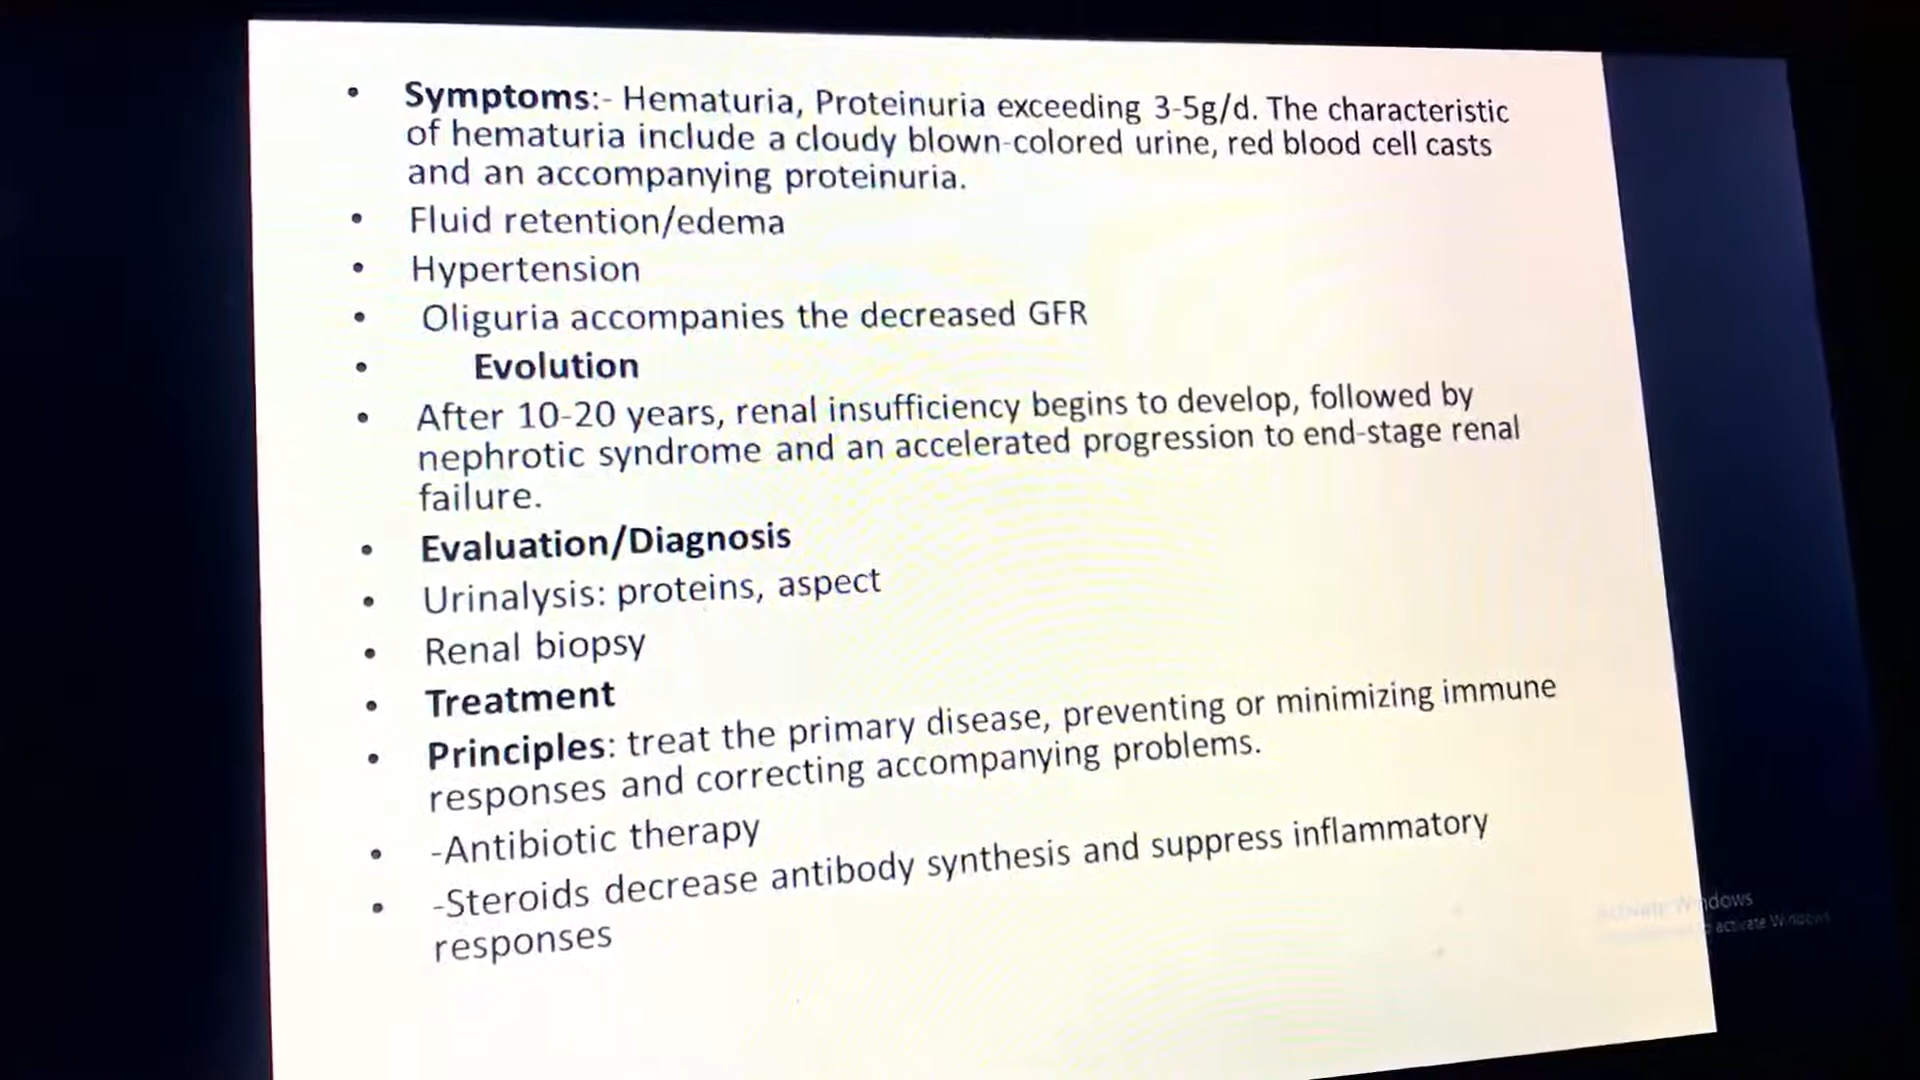 • Symptoms:- Hematuria, Proteinuria exceeding 3-5g/d. The characteristic
of hematuria include a cloudy blown-colored urine, red blood cell casts
and an accompanying proteinuria.
• Fluid retention/edema
• Hypertension
• Oliguria accompanies the decreased GFR
• Evolution
• After 10-20 years, renal insufficiency begins to develop, followed by
nephrotic syndrome and an accelerated progression to end-stage renal
failure.
• Evaluation/Diagnosis
• Urinalysis: proteins, aspect
• Renal biopsy
• Treatment
• Principles: treat the primary disease, preventing or minimizing immune
responses and correcting accompanying problems.
• -Antibiotic therapy
• -Steroids decrease antibody synthesis and suppress inflammatory
responses
Activate Windows
activate Windows